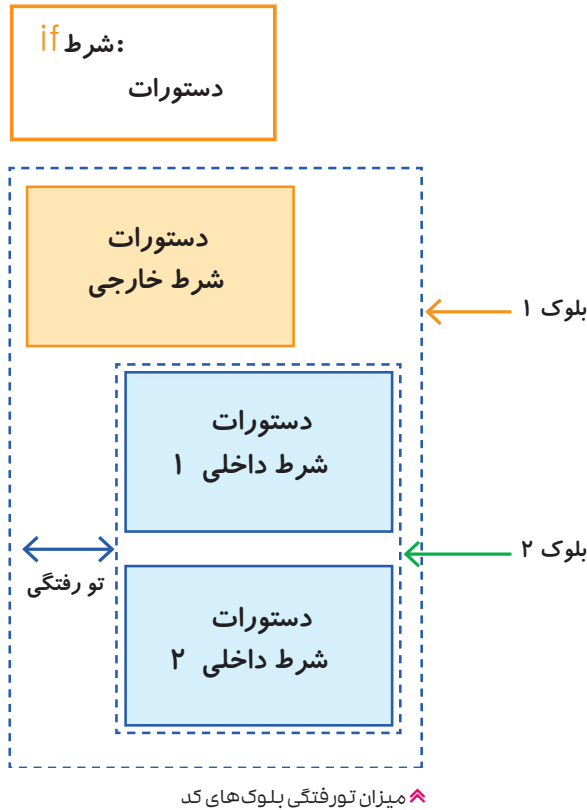 if شرط:
دستورات
دستورات
شرط خارجی
بلوک ۱
دستورات
شرط داخلی ۱
بلوک ۲
تو رفتگی
دستورات
شرط داخلی ۲
میزان تورفتگی بلوک‌های کد